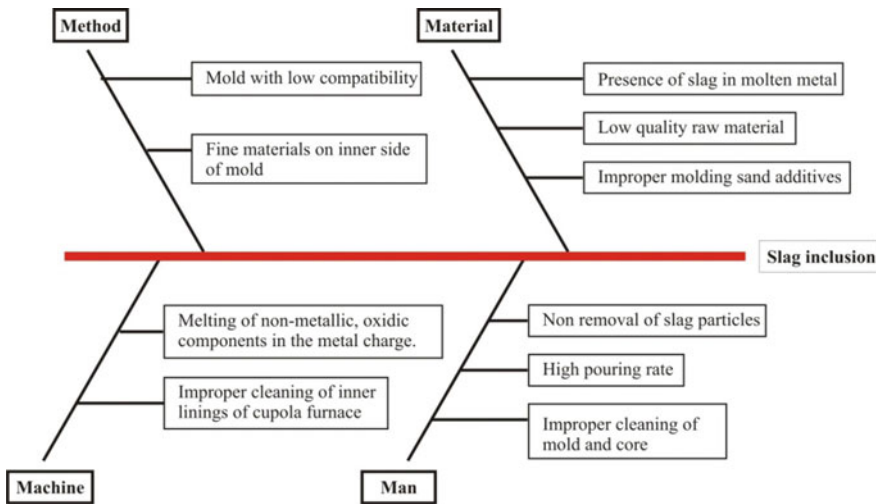 Method
Material
Mold with low compatibility
Presence of slag in molten metal
Low quality raw material
Fine materials on inner side
of mold
Improper molding sand additives
Slag inclusion
Melting of non-metallic, oxidic
components in the metal charge.
Non removal of slag particles
High pouring rate
Improper cleaning of inner
linings of cupola furnace
Improper cleaning of
mold and core
Machine
Man